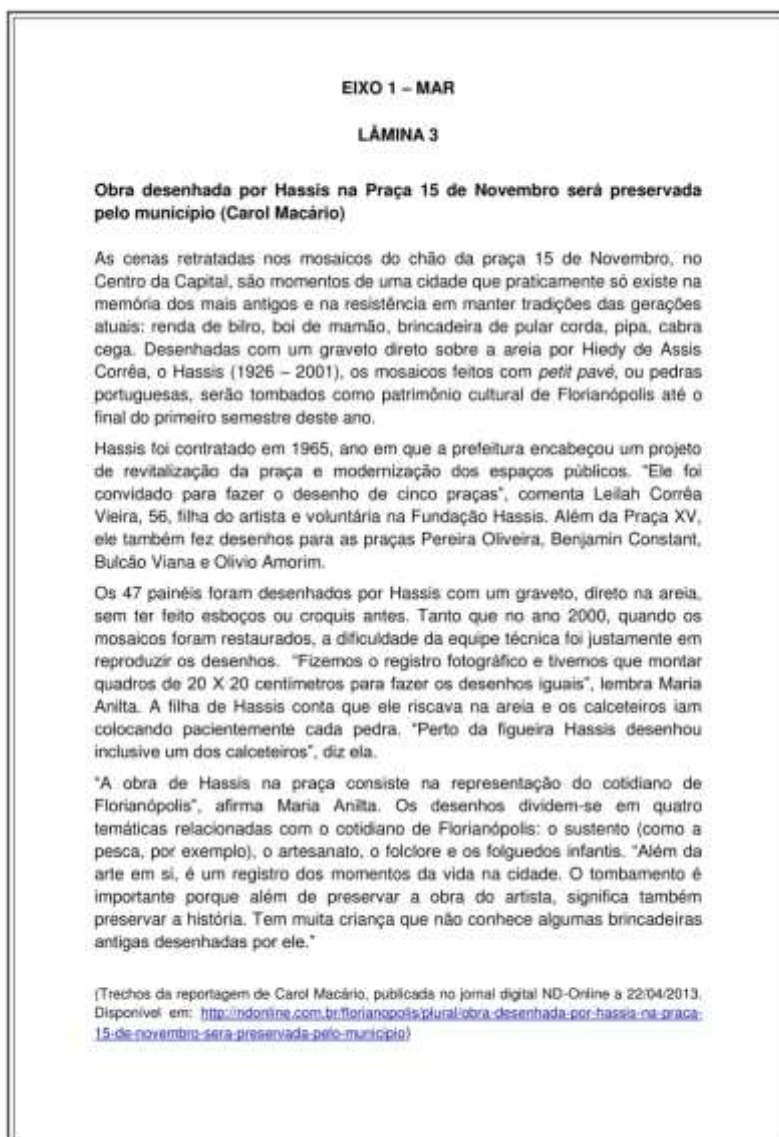 EIXO 1 – MAR
LÂMINA 3
Obra desenhada por Hassis na Praça 15 de Novembro será preservada
pelo município (Carol Macário)
As cenas retratadas nos mosaicos do chão da praça 15 de Novembro, no
Centro da Capital, são momentos de uma cidade que praticamente só existe na
memória dos mais antigos e na resistência em manter tradições das gerações
atuais: renda de bilro, boi de mamão, brincadeira de pular corda, pipa, cabra
cega. Desenhadas com um graveto direto sobre a areia por Hiedy de Assis
Corrêa, o Hassis (1926 – 2001), os mosaicos feitos com petit pavé, ou pedras
portuguesas, serão tombados como patrimônio cultural de Florianópolis até o
final do primeiro semestre deste ano.
Hassis foi contratado em 1965, ano em que a prefeitura encabeçou um projeto
de revitalização da praça e modernização dos espaços públicos. “Ele foi
convidado para fazer o desenho de cinco praças”, comenta Leilah Corrêa
Vieira, 56, filha do artista e voluntária na Fundação Hassis. Além da Praça XV,
ele também fez desenhos para as praças Pereira Oliveira, Benjamin Constant,
Bulcão Viana e Olivio Amorim.
Os 47 painéis foram desenhados por Hassis com um graveto, direto na areia,
sem ter feito esboços ou croquis antes. Tanto que no ano 2000, quando os
mosaicos foram restaurados, a dificuldade da equipe técnica foi justamente em
reproduzir os desenhos. “Fizemos o registro fotográfico e tivemos que montar
quadros de 20 X 20 centímetros para fazer os desenhos iguais”, lembra Maria
Anilta. A filha de Hassis conta que ele riscava na areia e os calceteiros iam
colocando pacientemente cada pedra. “Perto da figueira Hassis desenhou
inclusive um dos calceteiros”, diz ela.
“A obra de Hassis na praça consiste na representação do cotidiano de
Florianópolis”, afirma Maria Anilta. Os desenhos dividem-se em quatro
temáticas relacionadas com o cotidiano de Florianópolis: o sustento (como a
pesca, por exemplo), o artesanato, o folclore e os folguedos infantis. “Além da
arte em si, é um registro dos momentos da vida na cidade. O tombamento é
importante porque além de preservar a obra do artista, significa também
preservar a história. Tem muita criança que não conhece algumas brincadeiras
antigas desenhadas por ele.”
(Trechos da reportagem de Carol Macário, publicada no jornal digital ND-Online a 22/04/2013.
Disponível em: http://ndonline.com.br/florianopolis/plural/obra-desenhada-por-hassis-na-praca-
15-de-novembro-sera-preservada-pelo-municipio)